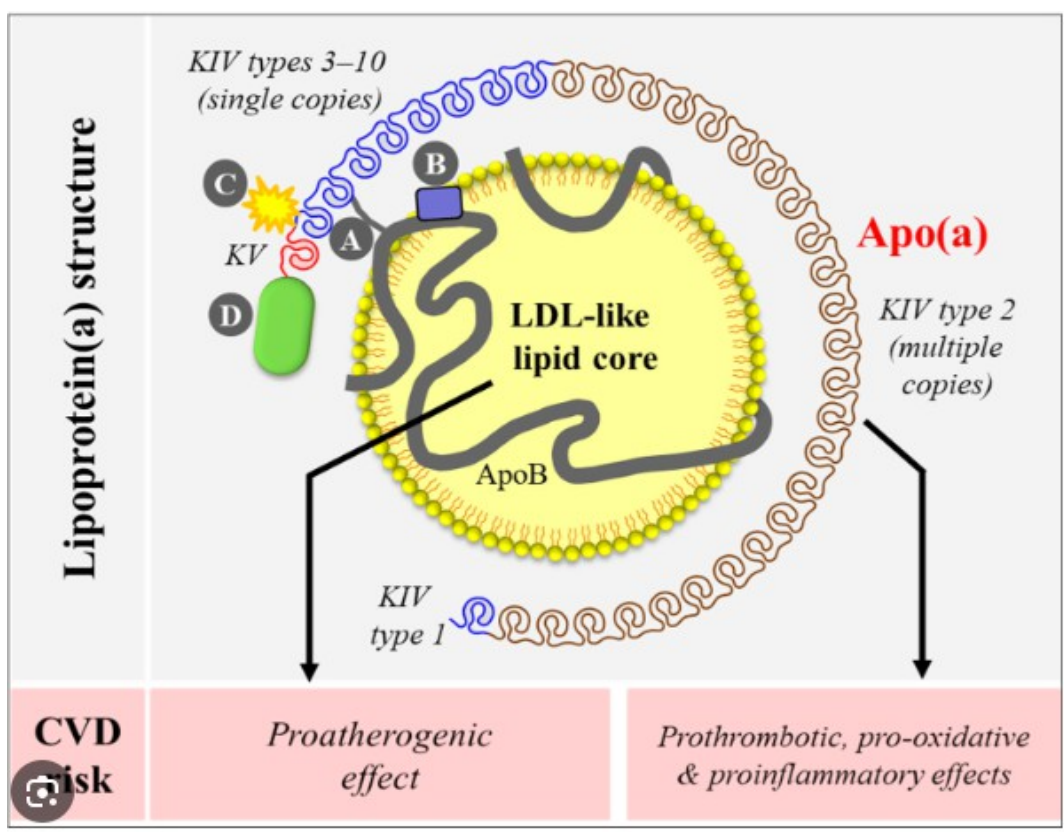 Lipoprotein(a) structure
KIV types 3–10
(single copies)
C
B
A
KV
D
Apo(a)
LDL-like
lipid core
KIV type 2
(multiple
copies)
ApoB
KIV
type 1
CVD
risk
Proatherogenic
effect
Prothrombotic, pro-oxidative
& proinflammatory effects